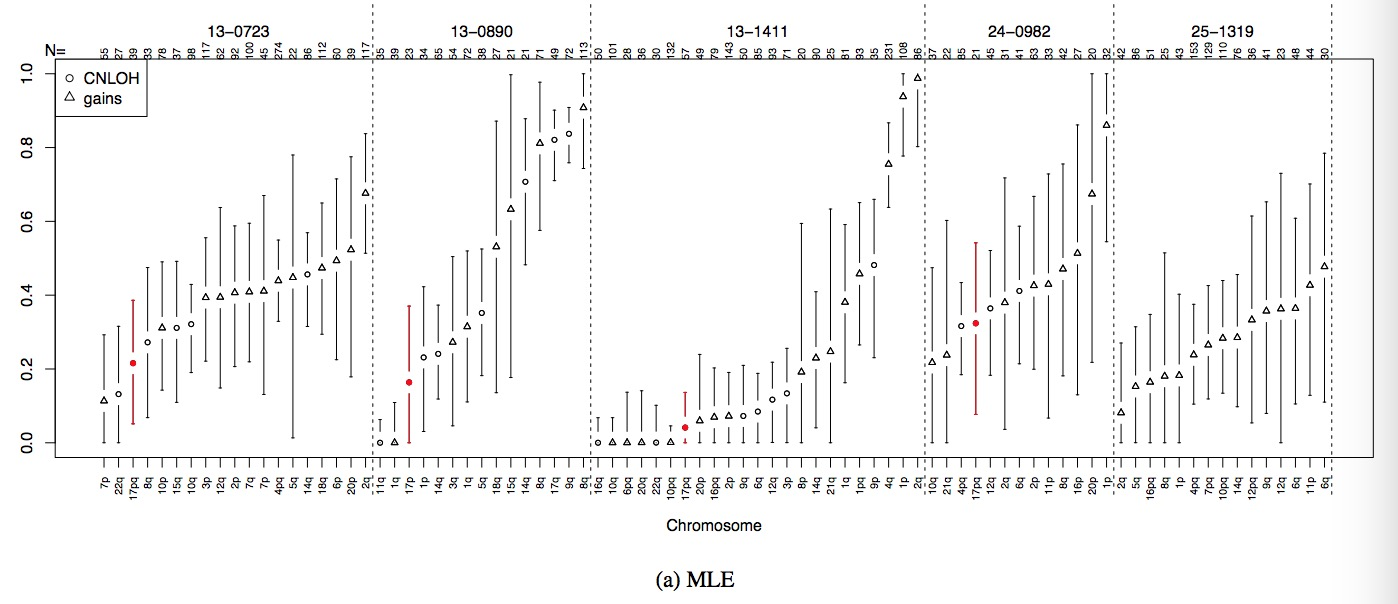 13−0723 13−0890 13−1411 24−0982 25−1319
N= 55 27 39 33 78 37 98 117 62 92 100 45 274 22 86 112 60 39 117 35 39 23 34 65 54 72 38 27 21 21 71 49 72 113 50 101 28 36 30 132 57 49 79 143 50 85 93 71 20 90 25 81 93 35 231 108 86 37 22 85 21 45 31 41 63 33 42 27 20 32 42 86 51 25 43 153 129 110 76 36 41 23 48 44 30
CNLOH
gains
1.0
0.8
0.6
0.4
0.2
0.0
7p 22q 17pq 8q 10p 15q 10q 3p 12q 2p 7q 7p 4pq 5q 14q 18q 6p 20p 2q 11q 1q 17p 1p 14q 3q 1q 5q 18q 15q 14q 8q 17q 9q 8q 16q 10q 6pq 20q 22q 10pq 17pq 20p 16pq 2p 9q 6q 12q 3p 8p 14q 21q 1q 1pq 9p 4q 1p 2q 10q 21q 4pq 17pq 12q 2q 6q 2p 11p 8q 16p 20p 1p 2q 5q 16pq 8q 1p 4pq 7pq 10pq 14q 12pq 9q 12q 6q 11p 6q
Chromosome
(a) MLE